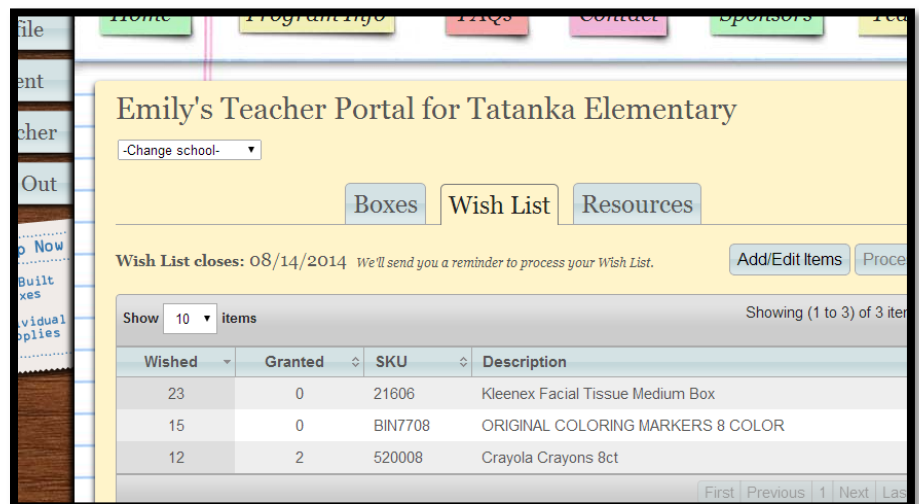 Home Program Info FAQs Contact Sponsors
file
ent
cher
Out
Now
Built
xes
vidual
pplies
Emily's Teacher Portal for Tatanka Elementary
-Change school-
Boxes Wish List Resources
Wish List closes: 08/14/2014 We'll send you a reminder to process your Wish List. Add/Edit Items Proce
Show 10 items Showing (1 to 3) of 3 iter
Wished Granted SKU Description
23 0 21606 Kleenex Facial Tissue Medium Box
15 0 BIN7708 ORIGINAL COLORING MARKERS 8 COLOR
12 2 520008 Crayola Crayons 8ct
First Previous 1 Next Las